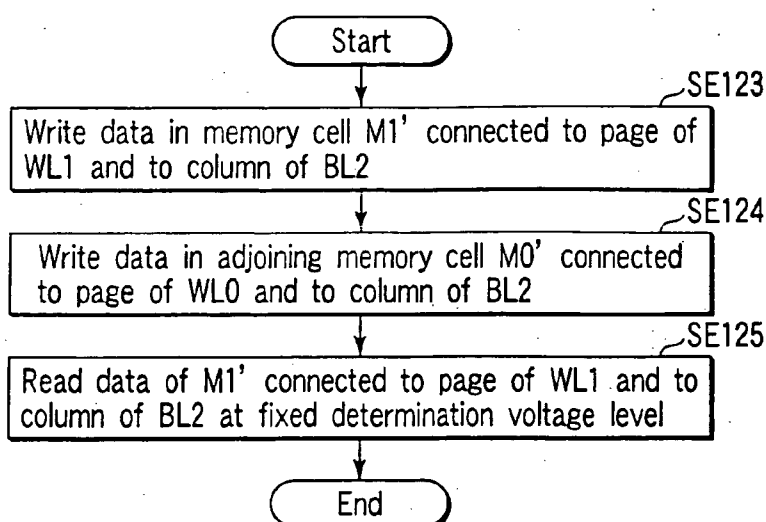 Start
SE123
Write data in memory cell M1' connected to page of
WL1 and to column of BL2
SE124
Write data in adjoining memory cell M0' connected
to page of WL0 and to column of BL2
SE125
Read data of M1' connected to page of WL1 and to
column of BL2 at fixed determination voltage level
End